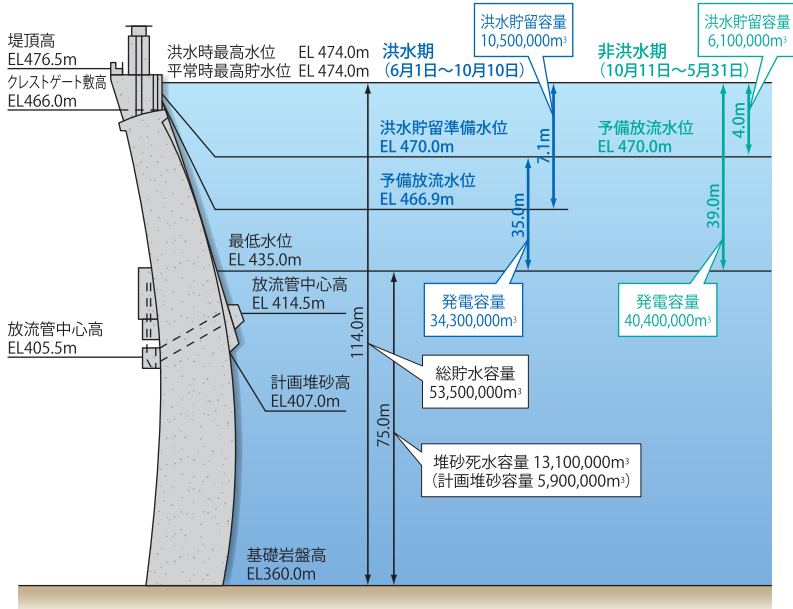 堤頂高
EL476.5m
クレストゲート敷高
EL466.0m
洪水時最高水位 EL 474.0m
平常時最高貯水位 EL 474.0m
洪水期
(6月1日～10月10日)
洪水貯留容量
10,500,000m³
非洪水期
(10月11日～5月31日)
洪水貯留容量
6,100,000m³
洪水貯留準備水位
EL 470.0m
7.1m
予備放流水位
EL 470.0m
4.0m
予備放流水位
EL 466.9m
35.0m
39.0m
最低水位
EL 435.0m
放流管中心高
EL 414.5m
発電容量
34,300,000m³
発電容量
40,400,000m³
放流管中心高
EL405.5m
114.0m
総貯水容量
53,500,000m³
計画堆砂高
EL407.0m
75.0m
堆砂死水容量 13,100,000m³
(計画堆砂容量 5,900,000m³)
基礎岩盤高
EL360.0m